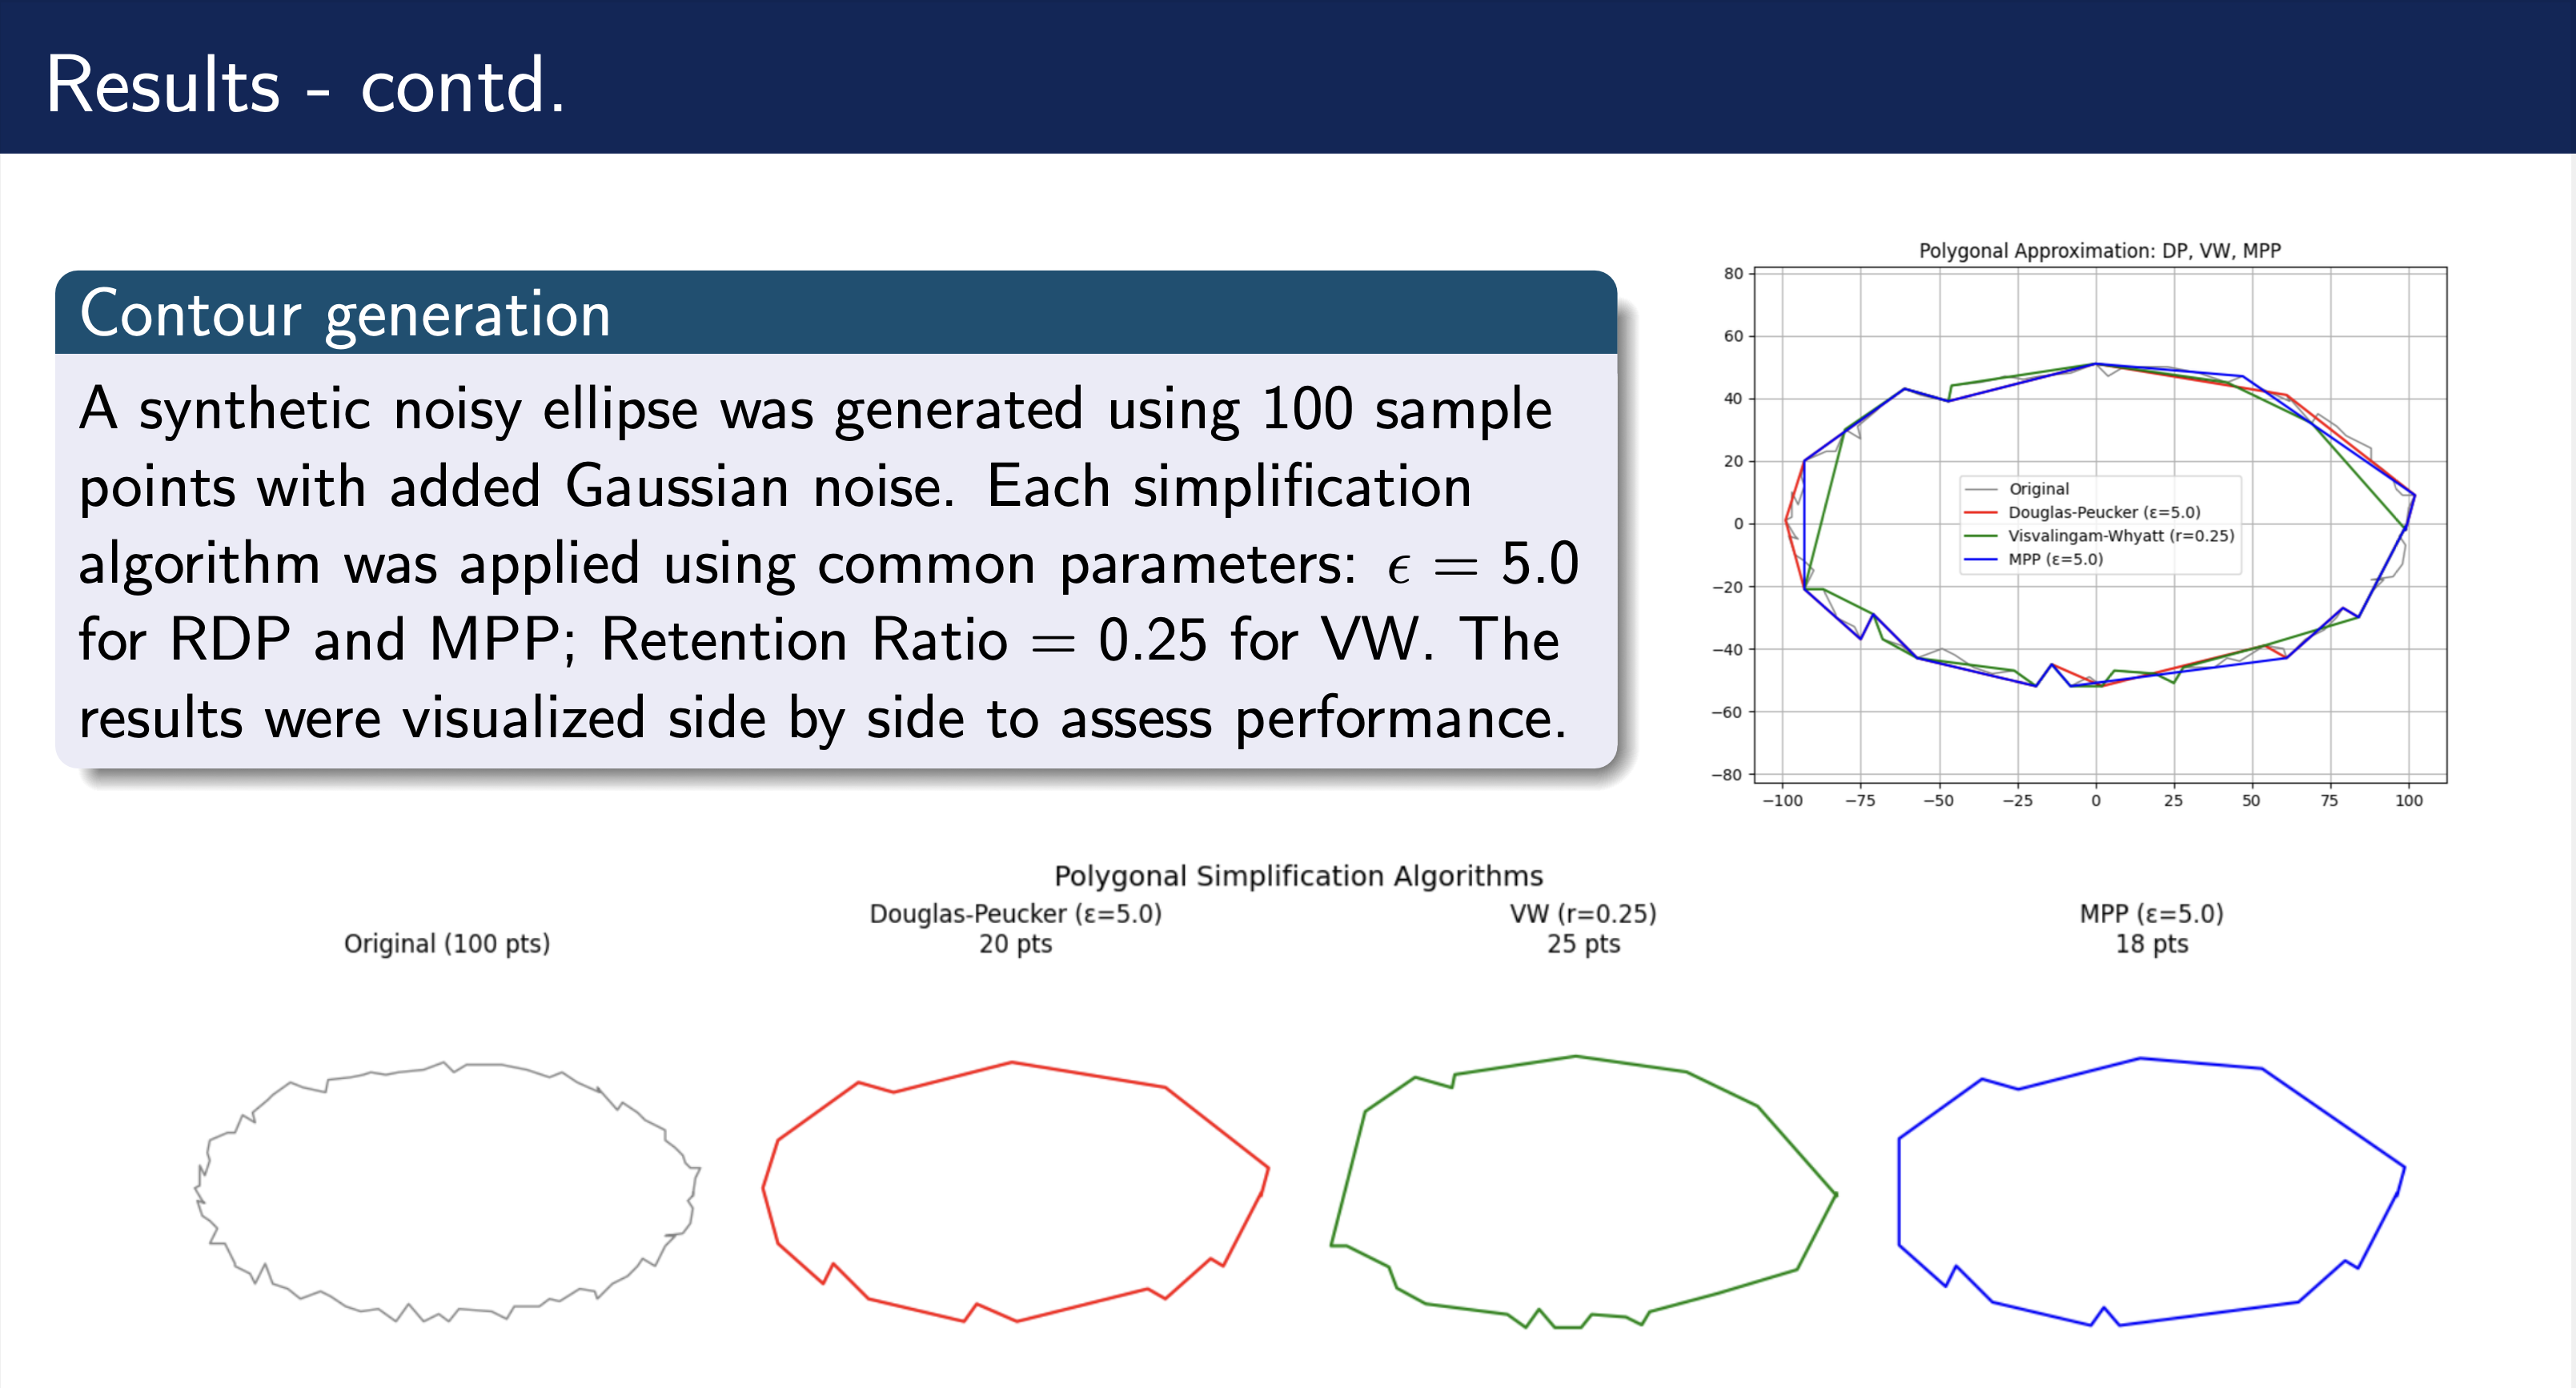 Results - contd.
Contour generation
A synthetic noisy ellipse was generated using 100 sample
points with added Gaussian noise. Each simplification
algorithm was applied using common parameters: ϵ = 5.0
for RDP and MPP; Retention Ratio = 0.25 for VW. The
results were visualized side by side to assess performance.
Polygonal Approximation: DP, VW, MPP
80
60
40
20
0
−20
−40
−60
−80
Original
Douglas-Peucker (ε=5.0)
Visvalingam-Whyatt (r=0.25)
MPP (ε=5.0)
−100 −75 −50 −25 0 25 50 75 100
Polygonal Simplification Algorithms
Original (100 pts)
Douglas-Peucker (ε=5.0)
20 pts
VW (r=0.25)
25 pts
MPP (ε=5.0)
18 pts